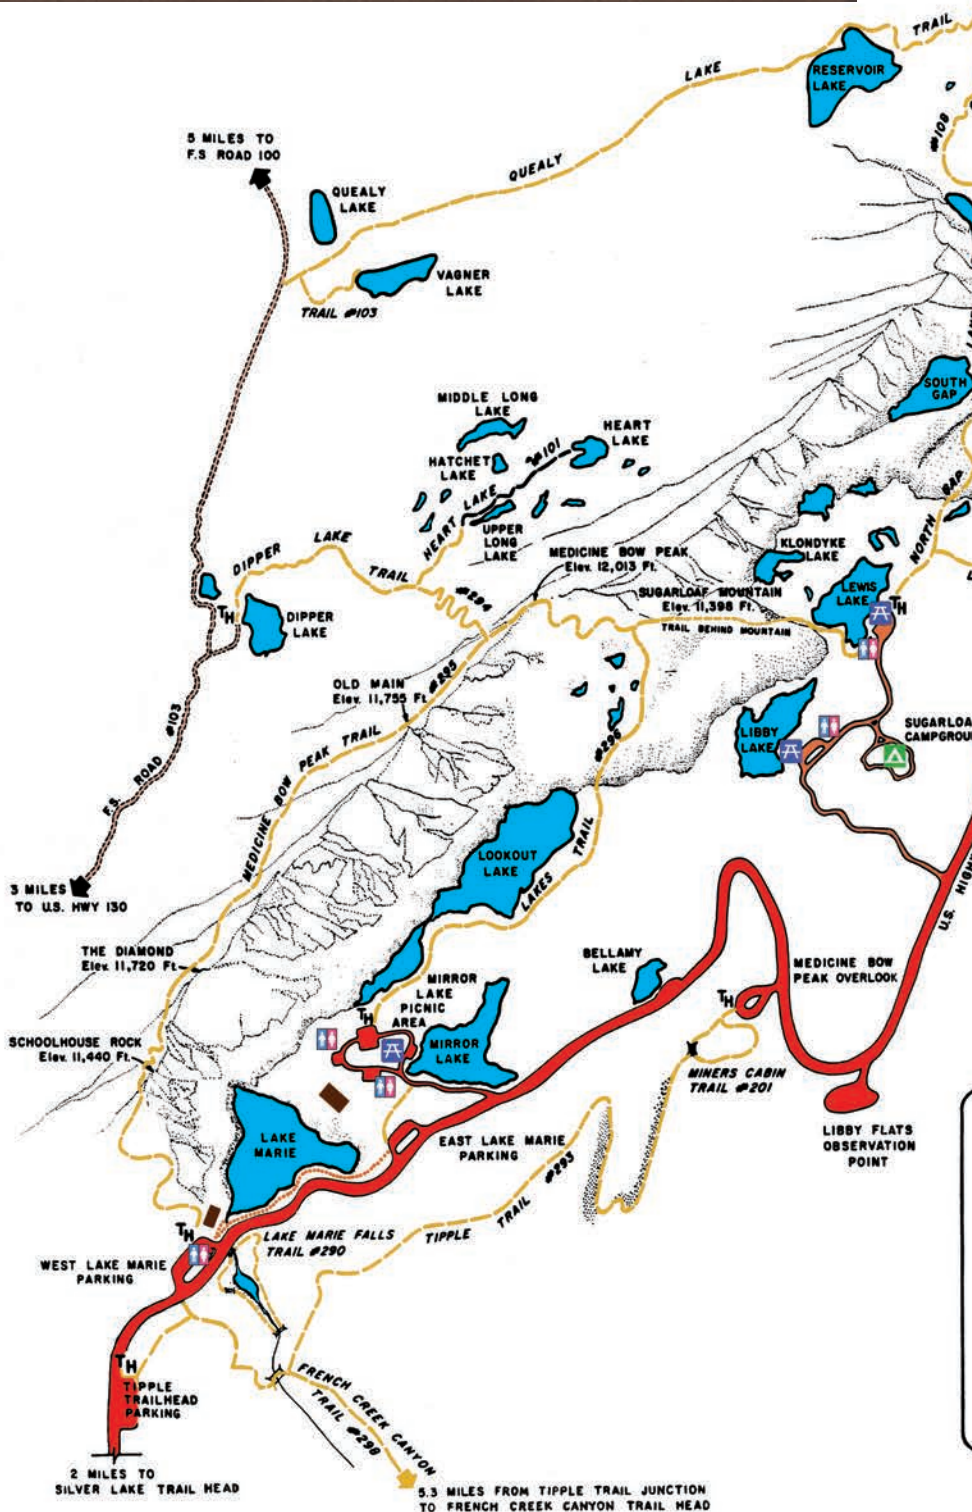 TRAIL
LAKE
RESERVOIR
LAKE
#108
5 MILES TO
F.S ROAD 100
QUEALY
QUEALY
LAKE
VAGNER
LAKE
TRAIL #103
SOUTH
GAP
MIDDLE LONG
LAKE
HEART
LAKE
HATCHET
LAKE
HEART LAKE #101
UPPER
LONG
LAKE
NORTH GAP
KLONDYKE
LAKE
DIPPER LAKE TRAIL
#294
MEDICINE BOW PEAK
Elev. 12,013 Ft.
SUGARLOAF MOUNTAIN
Elev. 11,398 Ft.
LEWIS
LAKE
TH
TH
DIPPER
LAKE
TRAIL BEHIND MOUNTAIN
OLD MAIN
Elev. 11,755 Ft.
#295
MEDICINE BOW PEAK TRAIL
#296
LIBBY
LAKE
SUGARLOA
CAMPGROU
F.S. ROAD #103
LOOKOUT
LAKE
LAKES TRAIL
3 MILES
TO U.S. HWY 130
U.S. HIGH
THE DIAMOND
Elev. 11,720 Ft.
BELLAMY
LAKE
MEDICINE BOW
PEAK OVERLOOK
TH
MIRROR
LAKE
PICNIC
AREA
TH
SCHOOLHOUSE ROCK
Elev. 11,440 Ft.
MIRROR
LAKE
MINERS CABIN
TRAIL #201
LAKE
MARIE
EAST LAKE MARIE
PARKING
LIBBY FLATS
OBSERVATION
POINT
TIPPLE TRAIL #293
TH
LAKE MARIE FALLS
TRAIL #290
WEST LAKE MARIE
PARKING
TH
TIPPLE
TRAILHEAD
PARKING
FRENCH CREEK CANYON
TRAIL #298
2 MILES TO
SILVER LAKE TRAIL HEAD
5.3 MILES FROM TIPPLE TRAIL JUNCTION
TO FRENCH CREEK CANYON TRAIL HEAD